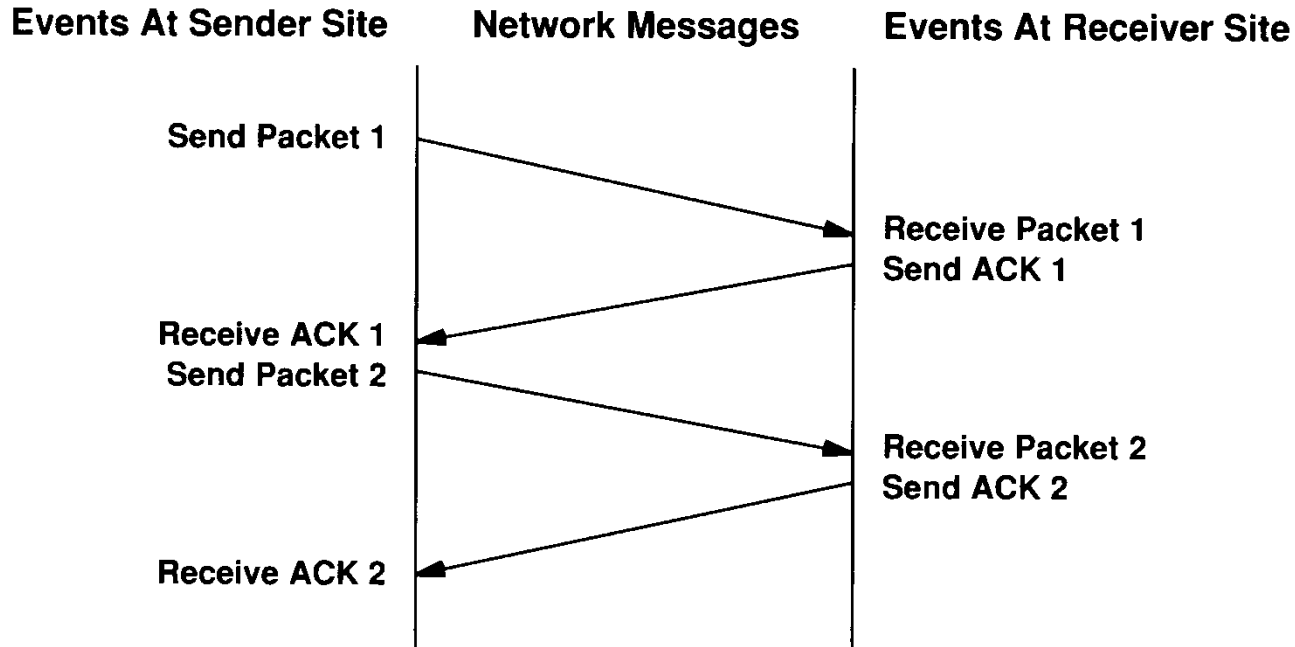 Events At Sender Site
Network Messages
Events At Receiver Site
Send Packet 1
Receive Packet 1
Send ACK 1
Receive ACK 1
Send Packet 2
Receive Packet 2
Send ACK 2
Receive ACK 2